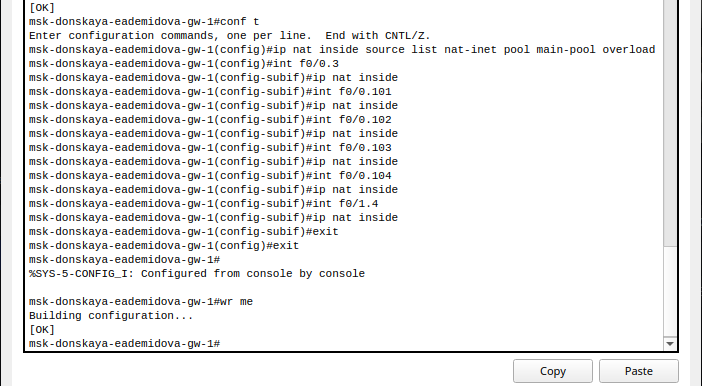 [OK]
msk-donskaya-eademidova-gw-1#conf t
Enter configuration commands, one per line.  End with CNTL/Z.
msk-donskaya-eademidova-gw-1(config)#ip nat inside source list nat-inet pool main-pool overload
msk-donskaya-eademidova-gw-1(config)#int f0/0.3
msk-donskaya-eademidova-gw-1(config-subif)#ip nat inside
msk-donskaya-eademidova-gw-1(config-subif)#int f0/0.101
msk-donskaya-eademidova-gw-1(config-subif)#ip nat inside
msk-donskaya-eademidova-gw-1(config-subif)#int f0/0.102
msk-donskaya-eademidova-gw-1(config-subif)#ip nat inside
msk-donskaya-eademidova-gw-1(config-subif)#int f0/0.103
msk-donskaya-eademidova-gw-1(config-subif)#ip nat inside
msk-donskaya-eademidova-gw-1(config-subif)#int f0/0.104
msk-donskaya-eademidova-gw-1(config-subif)#ip nat inside
msk-donskaya-eademidova-gw-1(config-subif)#int f0/1.4
msk-donskaya-eademidova-gw-1(config-subif)#ip nat inside
msk-donskaya-eademidova-gw-1(config-subif)#exit
msk-donskaya-eademidova-gw-1(config)#exit
msk-donskaya-eademidova-gw-1#
%SYS-5-CONFIG_I: Configured from console by console
msk-donskaya-eademidova-gw-1#wr me
Building configuration...
[OK]
msk-donskaya-eademidova-gw-1#
Copy
Paste